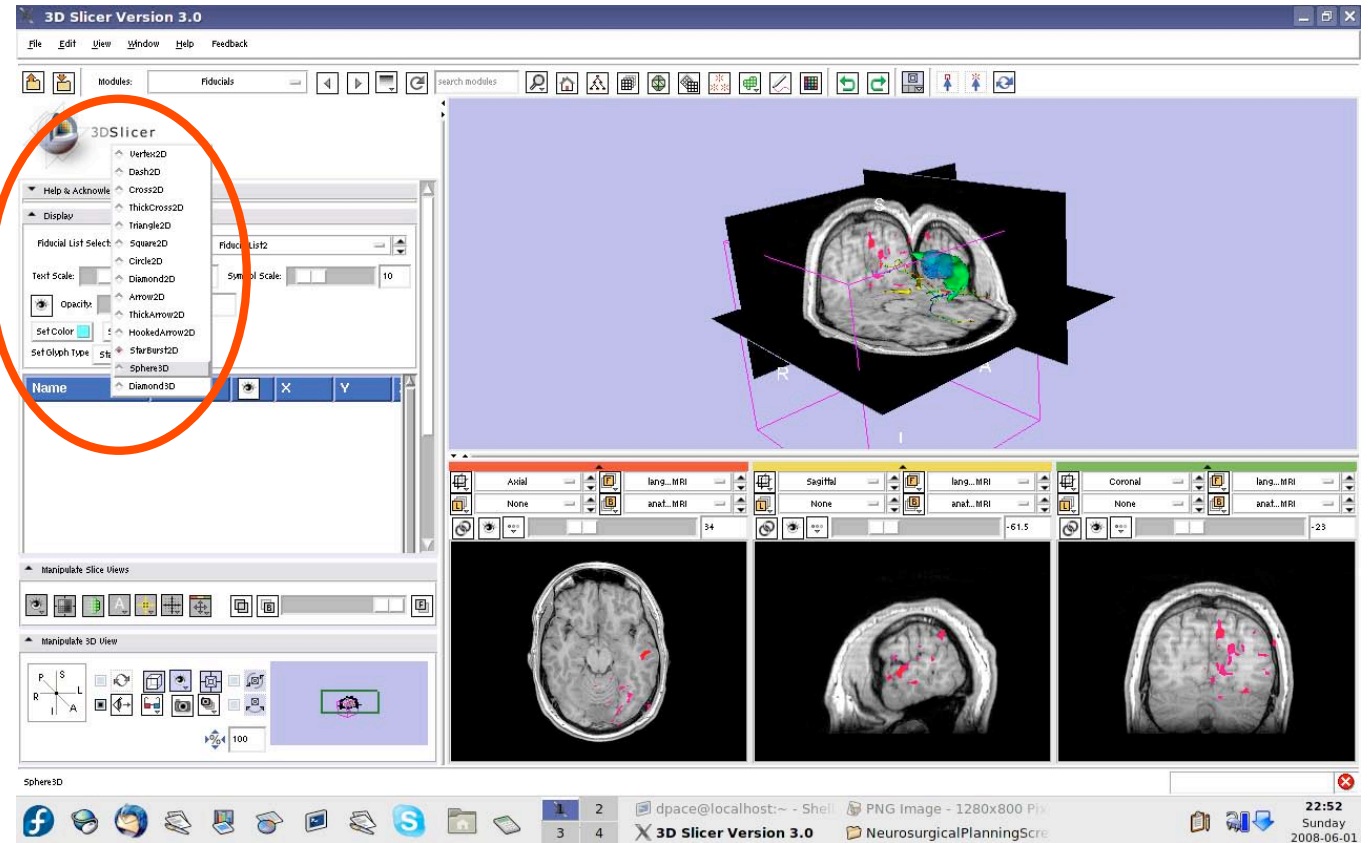 3D Slicer Version 3.0
File Edit View Window Help Feedback
Modules: Fiducials search modules
3DSlicer
Vertex2D
Dash2D
Help & Acknowle Cross2D
ThickCross2D
Display
Triangle2D
Fiducial List Select: Square2D Fiducial List2
Circle2D
Text Scale: Diamond2D Symbol Scale: 10
Arrow2D
Opacity: ThickArrow2D
Set Color HookedArrow2D
Set Glyph Type Sta StarBurst2D
Sphere3D
Name Diamond3D X Y
S
R A
I
Axial lang...MRI Sagittal lang...MRI Coronal lang...MRI
None anat...MRI None anat...MRI None anat...MRI
34 -61.5 -23
Manipulate Slice Views
Manipulate 3D View
P S
R L
I A
% 100
Sphere3D
1 2 dpace@localhost:~ - Shell PNG Image - 1280x800 Pix 22:52
3 4 3D Slicer Version 3.0 NeurosurgicalPlanningScre Sunday
2008-06-01